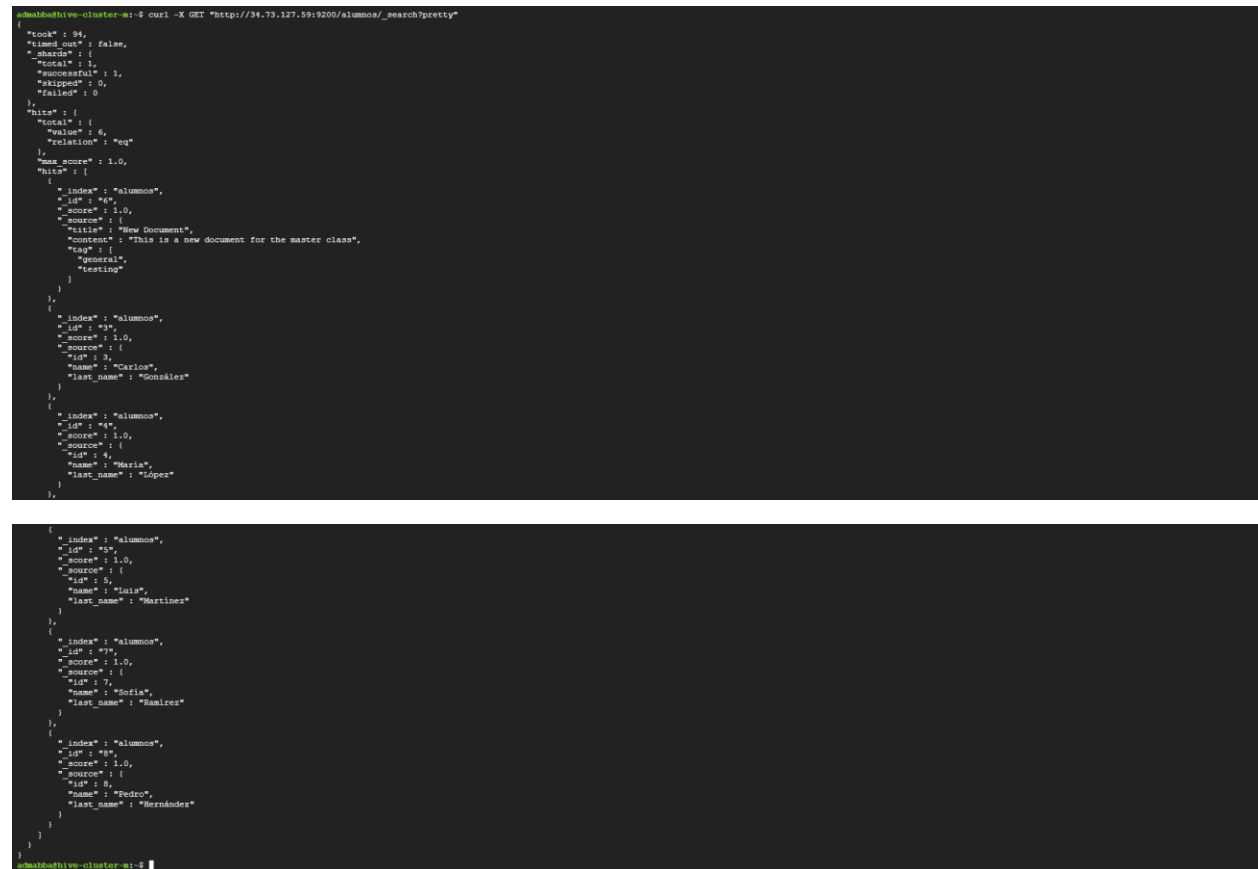 admabba@hive-cluster-m:~$ curl -X GET "http://34.73.127.59:9200/alumnos/_search?pretty"
{
  "took" : 94,
  "timed_out" : false,
  "_shards" : {
    "total" : 1,
    "successful" : 1,
    "skipped" : 0,
    "failed" : 0
  },
  "hits" : {
    "total" : {
      "value" : 6,
      "relation" : "eq"
    },
    "max_score" : 1.0,
    "hits" : [
      {
        "_index" : "alumnos",
        "_id" : "6",
        "_score" : 1.0,
        "_source" : {
          "title" : "New Document",
          "content" : "This is a new document for the master class",
          "tag" : [
            "general",
            "testing"
          ]
        }
      },
      {
        "_index" : "alumnos",
        "_id" : "3",
        "_score" : 1.0,
        "_source" : {
          "id" : 3,
          "name" : "Carlos",
          "last_name" : "González"
        }
      },
      {
        "_index" : "alumnos",
        "_id" : "4",
        "_score" : 1.0,
        "_source" : {
          "id" : 4,
          "name" : "María",
          "last_name" : "López"
        }
      },
      {
        "_index" : "alumnos",
        "_id" : "5",
        "_score" : 1.0,
        "_source" : {
          "id" : 5,
          "name" : "Luis",
          "last_name" : "Martínez"
        }
      },
      {
        "_index" : "alumnos",
        "_id" : "7",
        "_score" : 1.0,
        "_source" : {
          "id" : 7,
          "name" : "Sofía",
          "last_name" : "Ramírez"
        }
      },
      {
        "_index" : "alumnos",
        "_id" : "8",
        "_score" : 1.0,
        "_source" : {
          "id" : 8,
          "name" : "Pedro",
          "last_name" : "Hernández"
        }
      }
    ]
  }
}
admabba@hive-cluster-m:~$